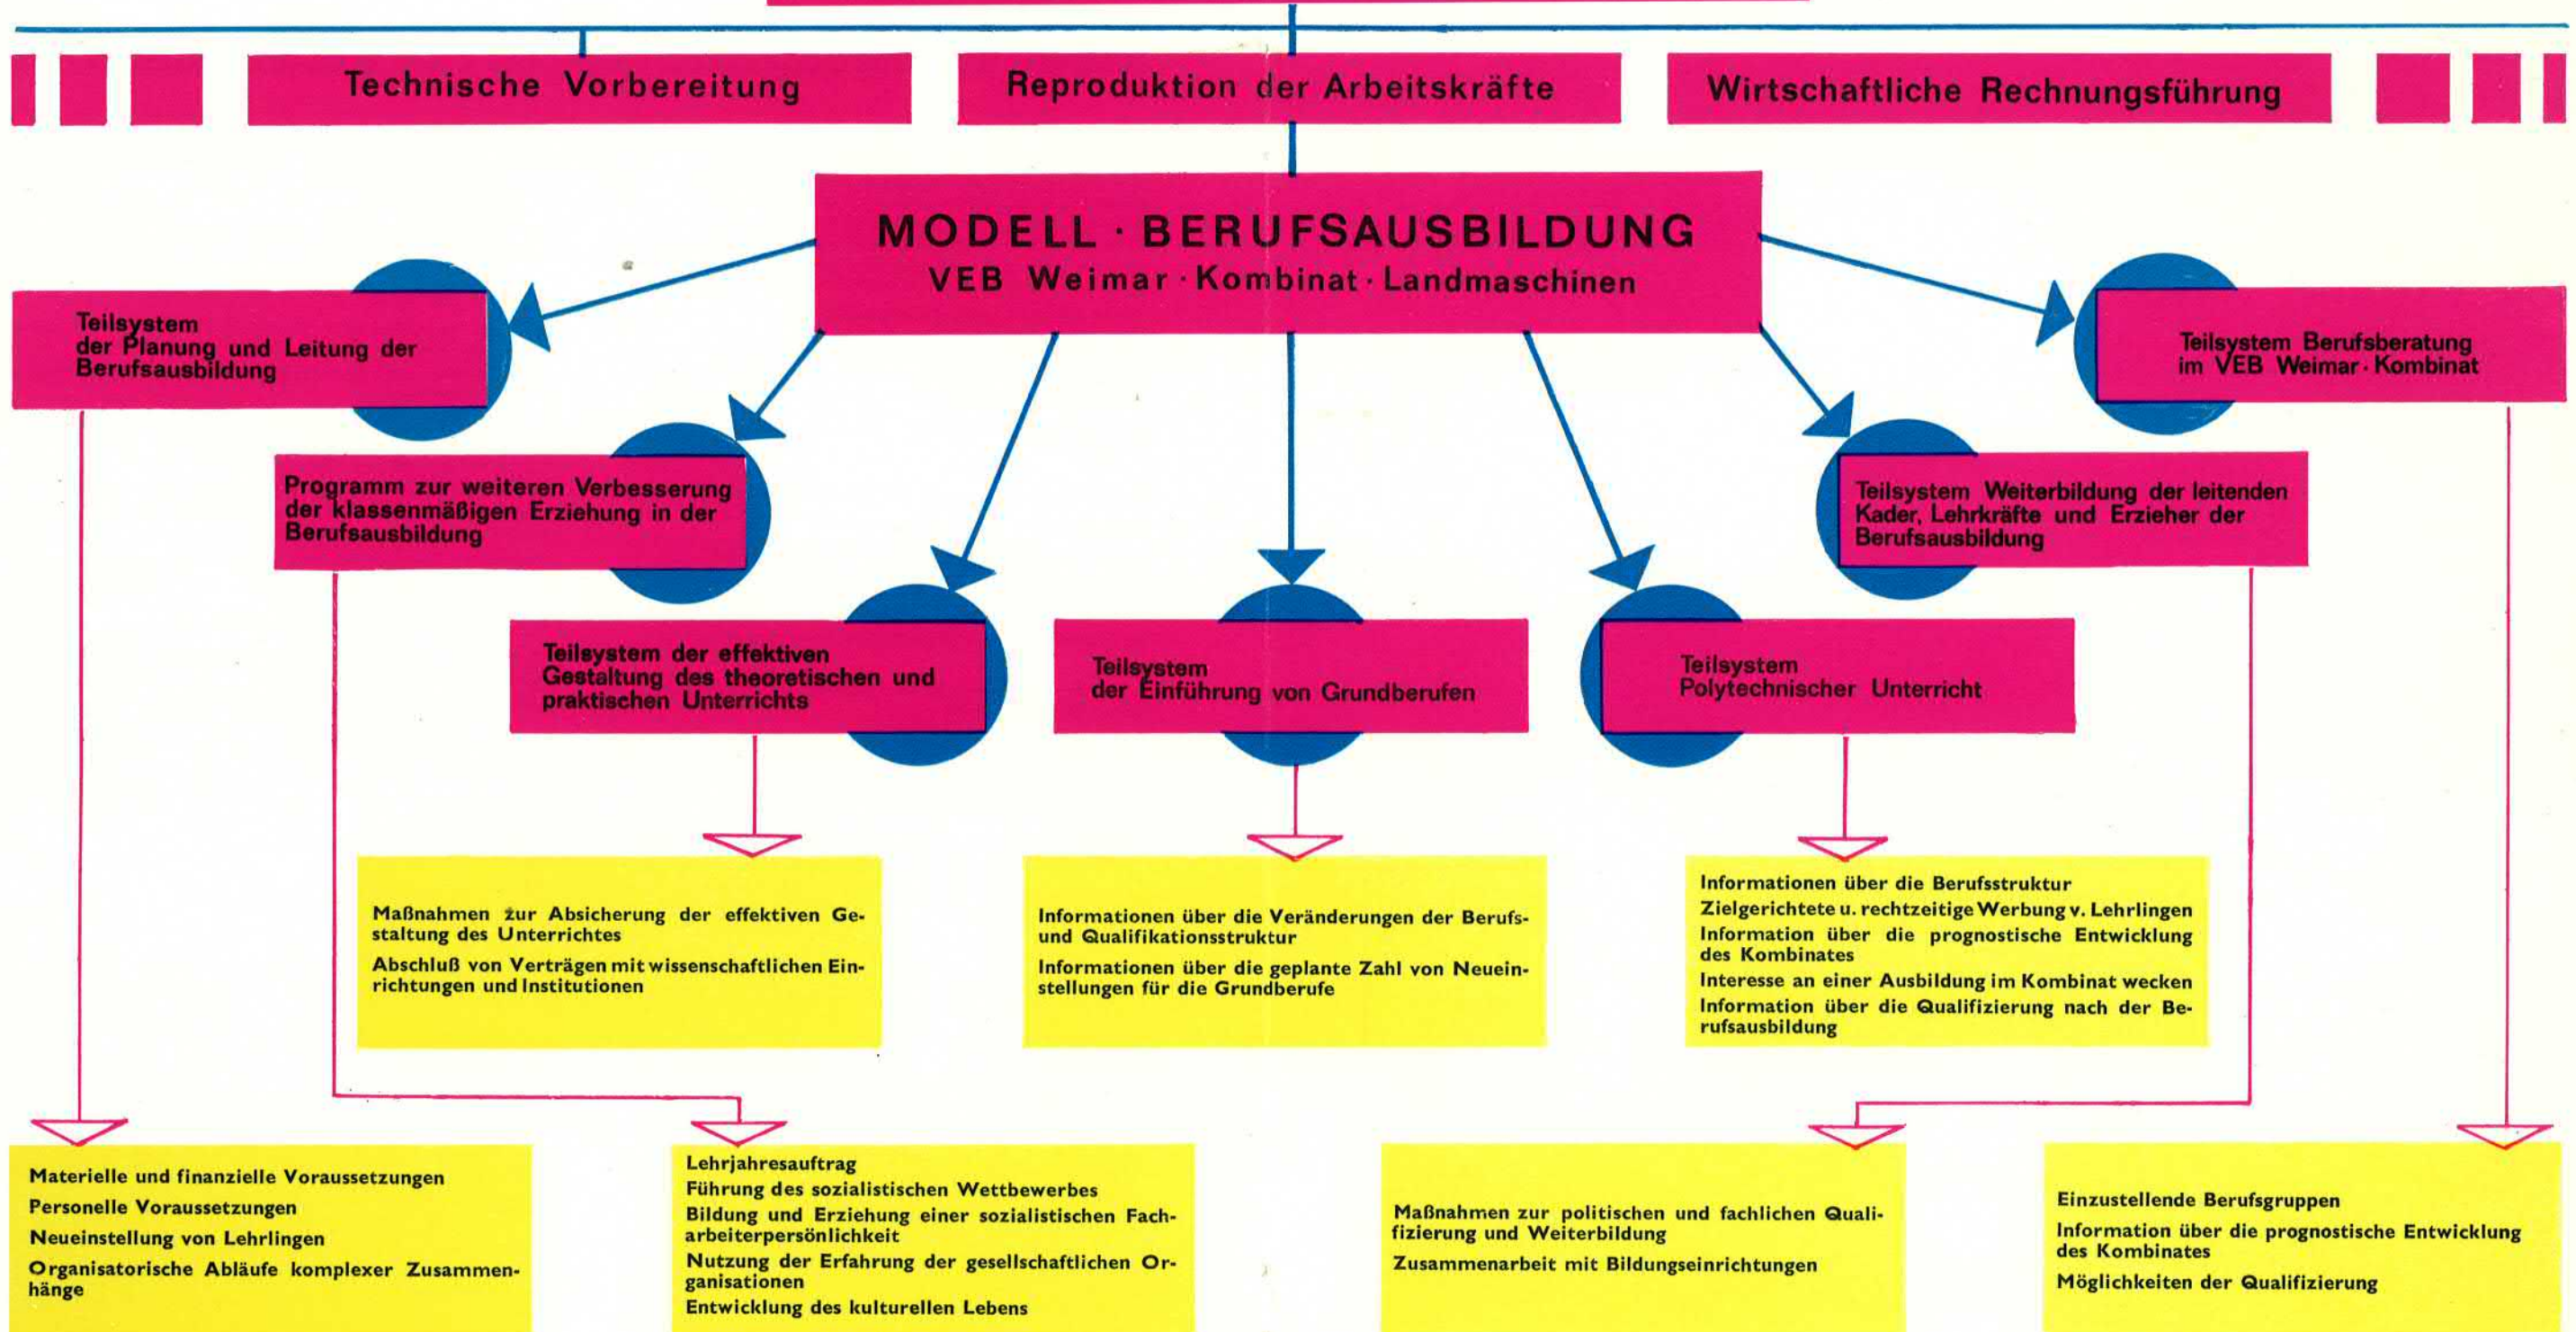 Technische Vorbereitung
Reproduktion der Arbeitskräfte
Wirtschaftliche Rechnungsführung
MODELL · BERUFSAUSBILDUNG
VEB Weimar · Kombinat · Landmaschinen
Teilsystem
der Planung und Leitung der
Berufsausbildung
Teilsystem Berufsberatung
im VEB Weimar · Kombinat
Programm zur weiteren Verbesserung
der klassenmäßigen Erziehung in der
Berufsausbildung
Teilsystem Weiterbildung der leitenden
Kader, Lehrkräfte und Erzieher der
Berufsausbildung
Teilsystem der effektiven
Gestaltung des theoretischen und
praktischen Unterrichts
Teilsystem
der Einführung von Grundberufen
Teilsystem
Polytechnischer Unterricht
Maßnahmen zur Absicherung der effektiven Ge-
staltung des Unterrichtes
Abschluß von Verträgen mit wissenschaftlichen Ein-
richtungen und Institutionen
Informationen über die Veränderungen der Berufs-
und Qualifikationsstruktur
Informationen über die geplante Zahl von Neuein-
stellungen für die Grundberufe
Informationen über die Berufsstruktur
Zielgerichtete u. rechtzeitige Werbung v. Lehrlingen
Information über die prognostische Entwicklung
des Kombinates
Interesse an einer Ausbildung im Kombinat wecken
Information über die Qualifizierung nach der Be-
rufsausbildung
Materielle und finanzielle Voraussetzungen
Personelle Voraussetzungen
Neueinstellung von Lehrlingen
Organisatorische Abläufe komplexer Zusammen-
hänge
Lehrjahresauftrag
Führung des sozialistischen Wettbewerbes
Bildung und Erziehung einer sozialistischen Fach-
arbeiterpersönlichkeit
Nutzung der Erfahrung der gesellschaftlichen Or-
ganisationen
Entwicklung des kulturellen Lebens
Maßnahmen zur politischen und fachlichen Quali-
fizierung und Weiterbildung
Zusammenarbeit mit Bildungseinrichtungen
Einzustellende Berufsgruppen
Information über die prognostische Entwicklung
des Kombinates
Möglichkeiten der Qualifizierung